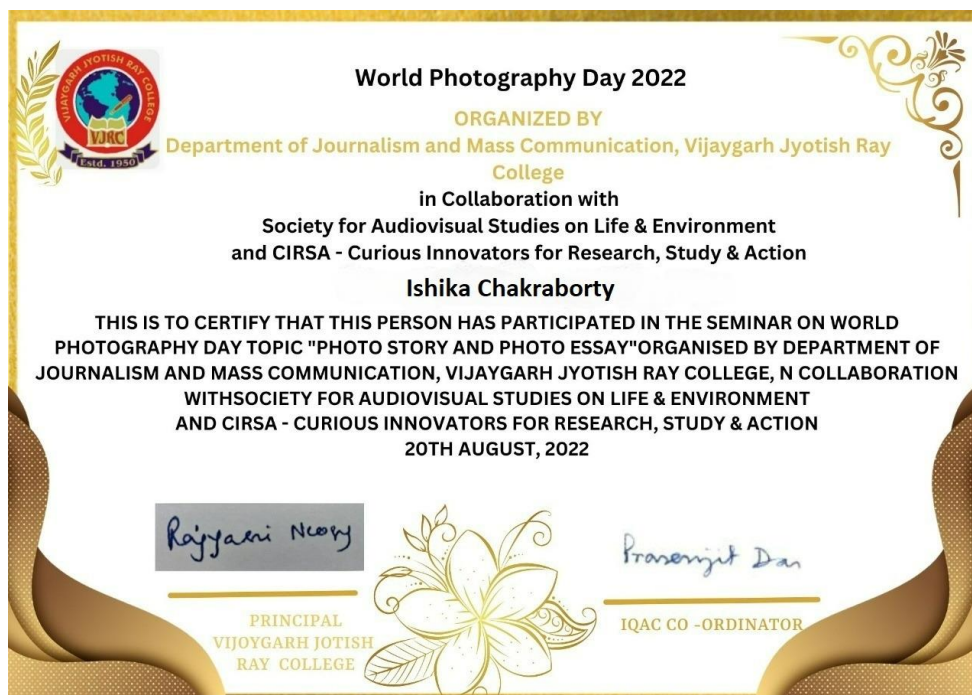 VIJAYGARH JYOTISH RAY COLLEGE
VJRC
Estd. 1950
World Photography Day 2022
ORGANIZED BY
Department of Journalism and Mass Communication, Vijaygarh Jyotish Ray
College
in Collaboration with
Society for Audiovisual Studies on Life & Environment
and CIRSA - Curious Innovators for Research, Study & Action
Ishika Chakraborty
THIS IS TO CERTIFY THAT THIS PERSON HAS PARTICIPATED IN THE SEMINAR ON WORLD
PHOTOGRAPHY DAY TOPIC "PHOTO STORY AND PHOTO ESSAY"ORGANISED BY DEPARTMENT OF
JOURNALISM AND MASS COMMUNICATION, VIJAYGARH JYOTISH RAY COLLEGE, N COLLABORATION
WITHSOCIETY FOR AUDIOVISUAL STUDIES ON LIFE & ENVIRONMENT
AND CIRSA - CURIOUS INNOVATORS FOR RESEARCH, STUDY & ACTION
20TH AUGUST, 2022
Rajyasri Neogy
PRINCIPAL
VIJOYGARH JOTISH
RAY COLLEGE
Prasenjit Das
IQAC CO -ORDINATOR